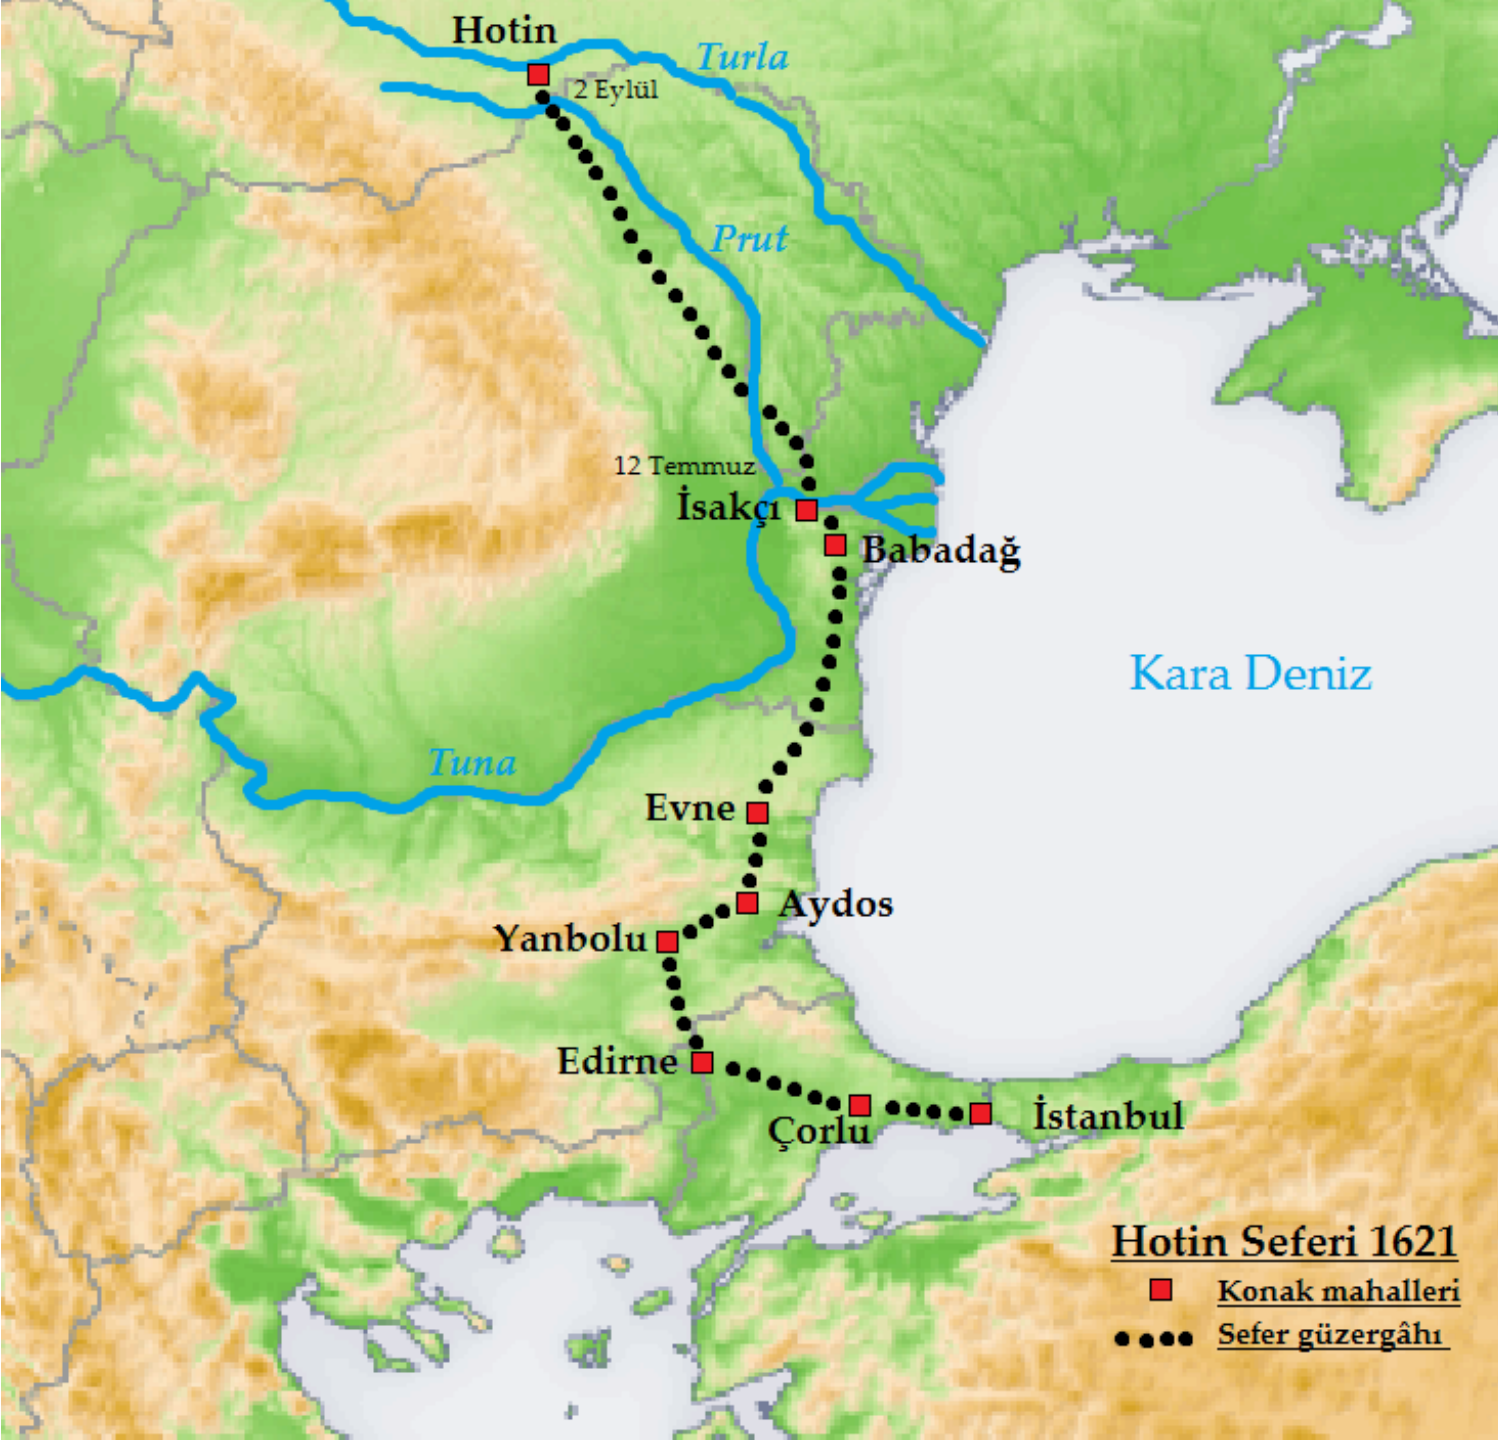 Hotin
Turla
2 Eylül
Prut
12 Temmuz
İsakçı
Babadağ
Kara Deniz
Tuna
Evne
Aydos
Yanbolu
Edirne
Çorlu
İstanbul
Hotin Seferi 1621
Konak mahalleri
Sefer güzergâhı